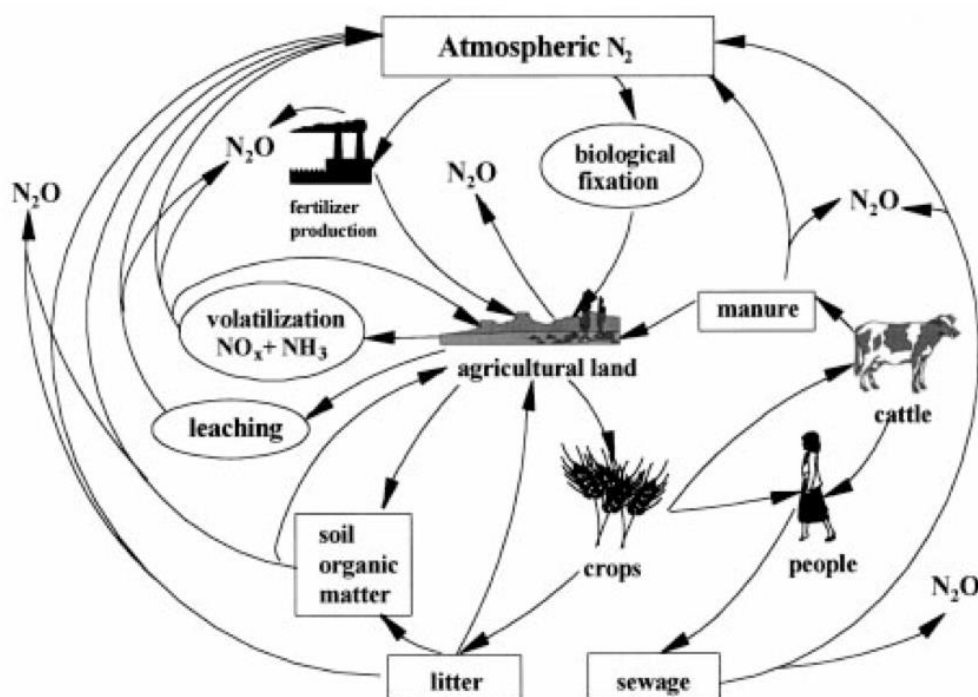 Atmospheric N₂
N₂O
fertilizer
production
N₂O
biological
fixation
N₂O
N₂O
volatilization
NOₓ + NH₃
agricultural land
manure
cattle
leaching
soil
organic
matter
crops
people
N₂O
litter
sewage